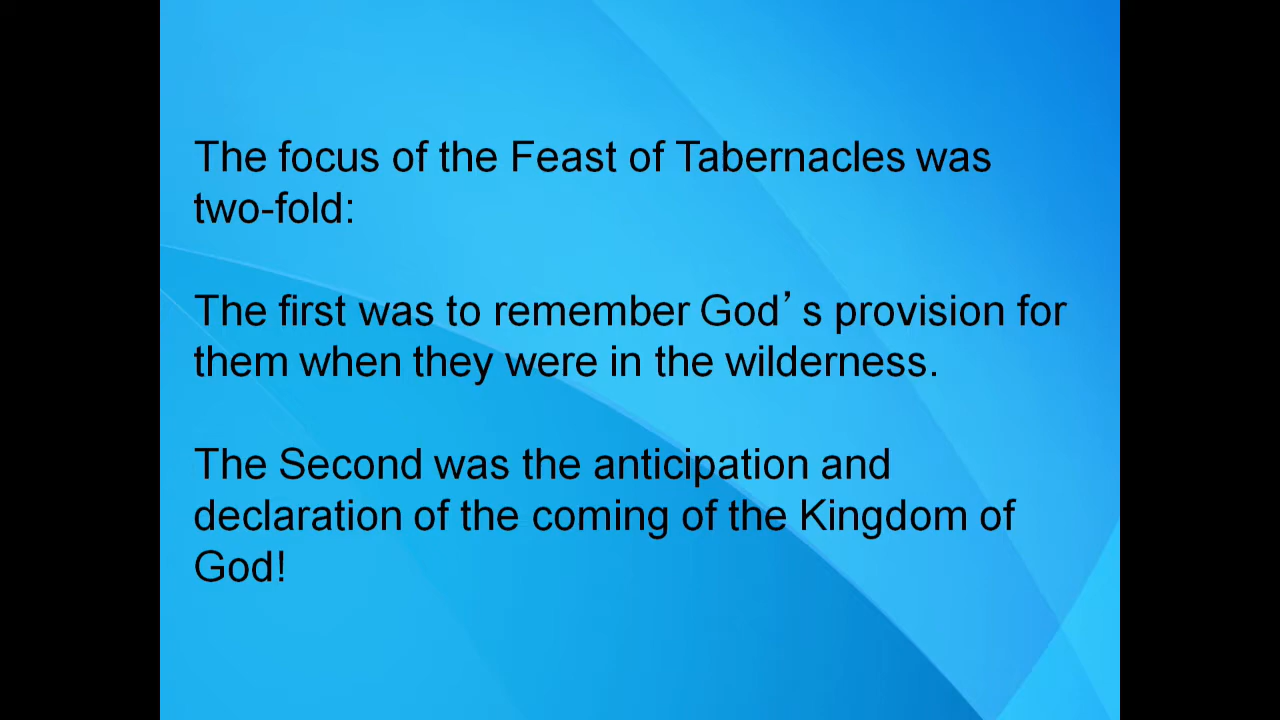 The focus of the Feast of Tabernacles was
two-fold:
The first was to remember God’s provision for
them when they were in the wilderness.
The Second was the anticipation and
declaration of the coming of the Kingdom of
God!